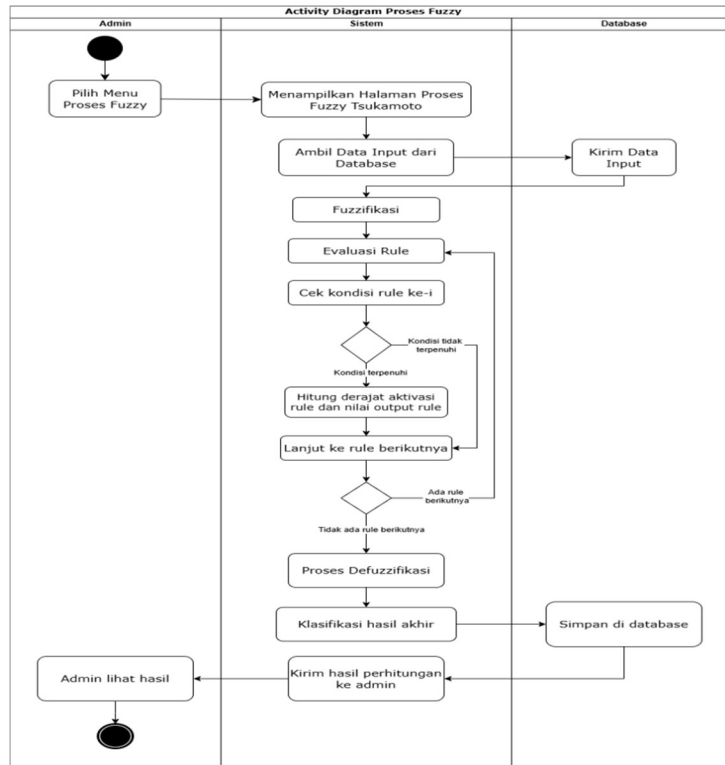 Activity Diagram Proses Fuzzy
Admin
Sistem
Database
Pilih Menu
Proses Fuzzy
Menampilkan Halaman Proses
Fuzzy Tsukamoto
Ambil Data Input dari
Database
Kirim Data
Input
Fuzzifikasi
Evaluasi Rule
Cek kondisi rule ke-i
Kondisi tidak
terpenuhi
Kondisi terpenuhi
Hitung derajat aktivasi
rule dan nilai output rule
Lanjut ke rule berikutnya
Ada rule
berikutnya
Tidak ada rule berikutnya
Proses Defuzzifikasi
Klasifikasi hasil akhir
Simpan di database
Kirim hasil perhitungan
ke admin
Admin lihat hasil